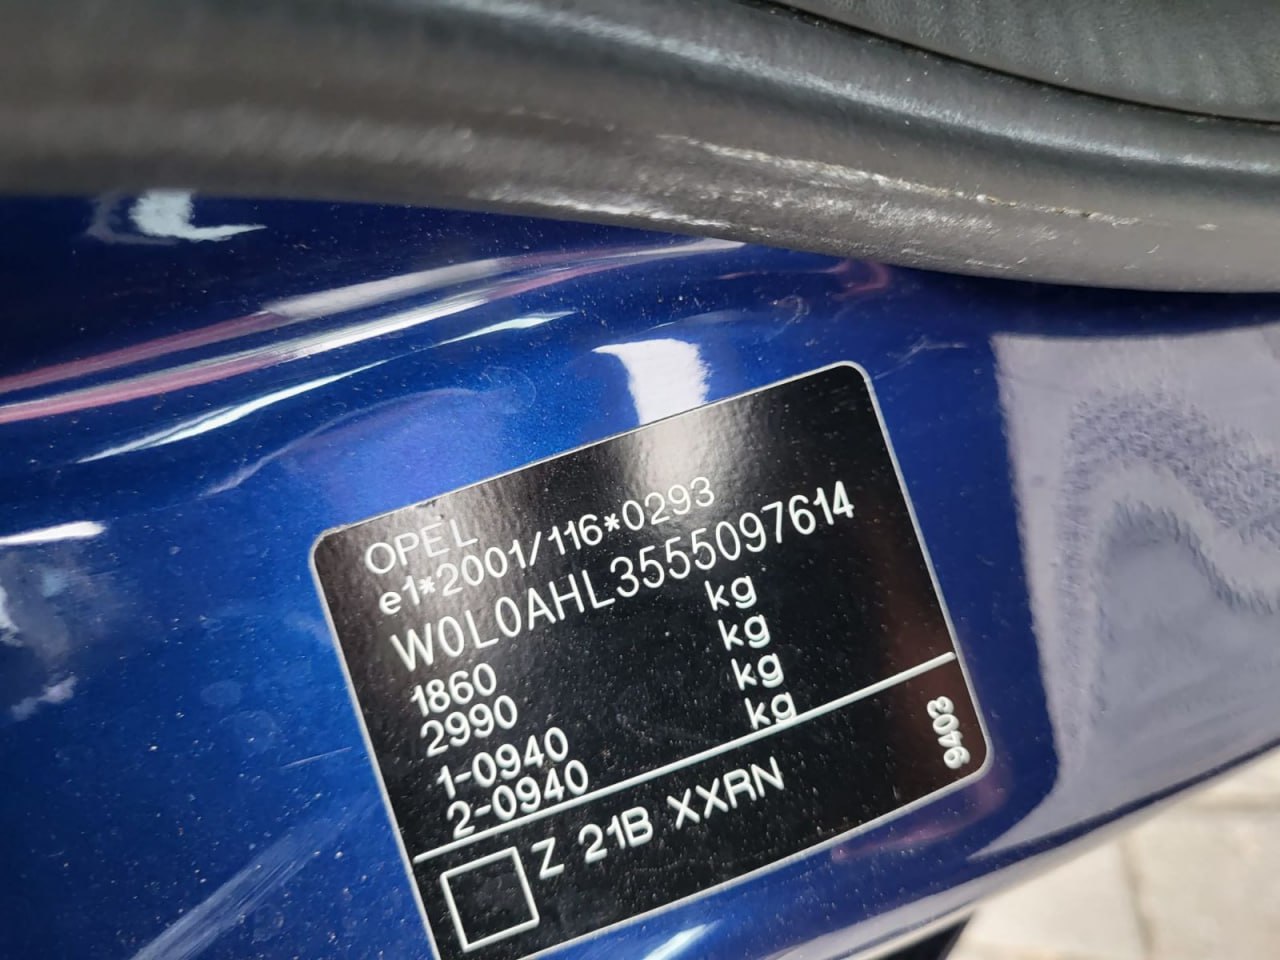 OPEL
e1*2001/116*0293
W0L0AHL3555097614
1860 kg
2990 kg
1-0940 kg
2-0940 kg
Z 21B XXRN
9403